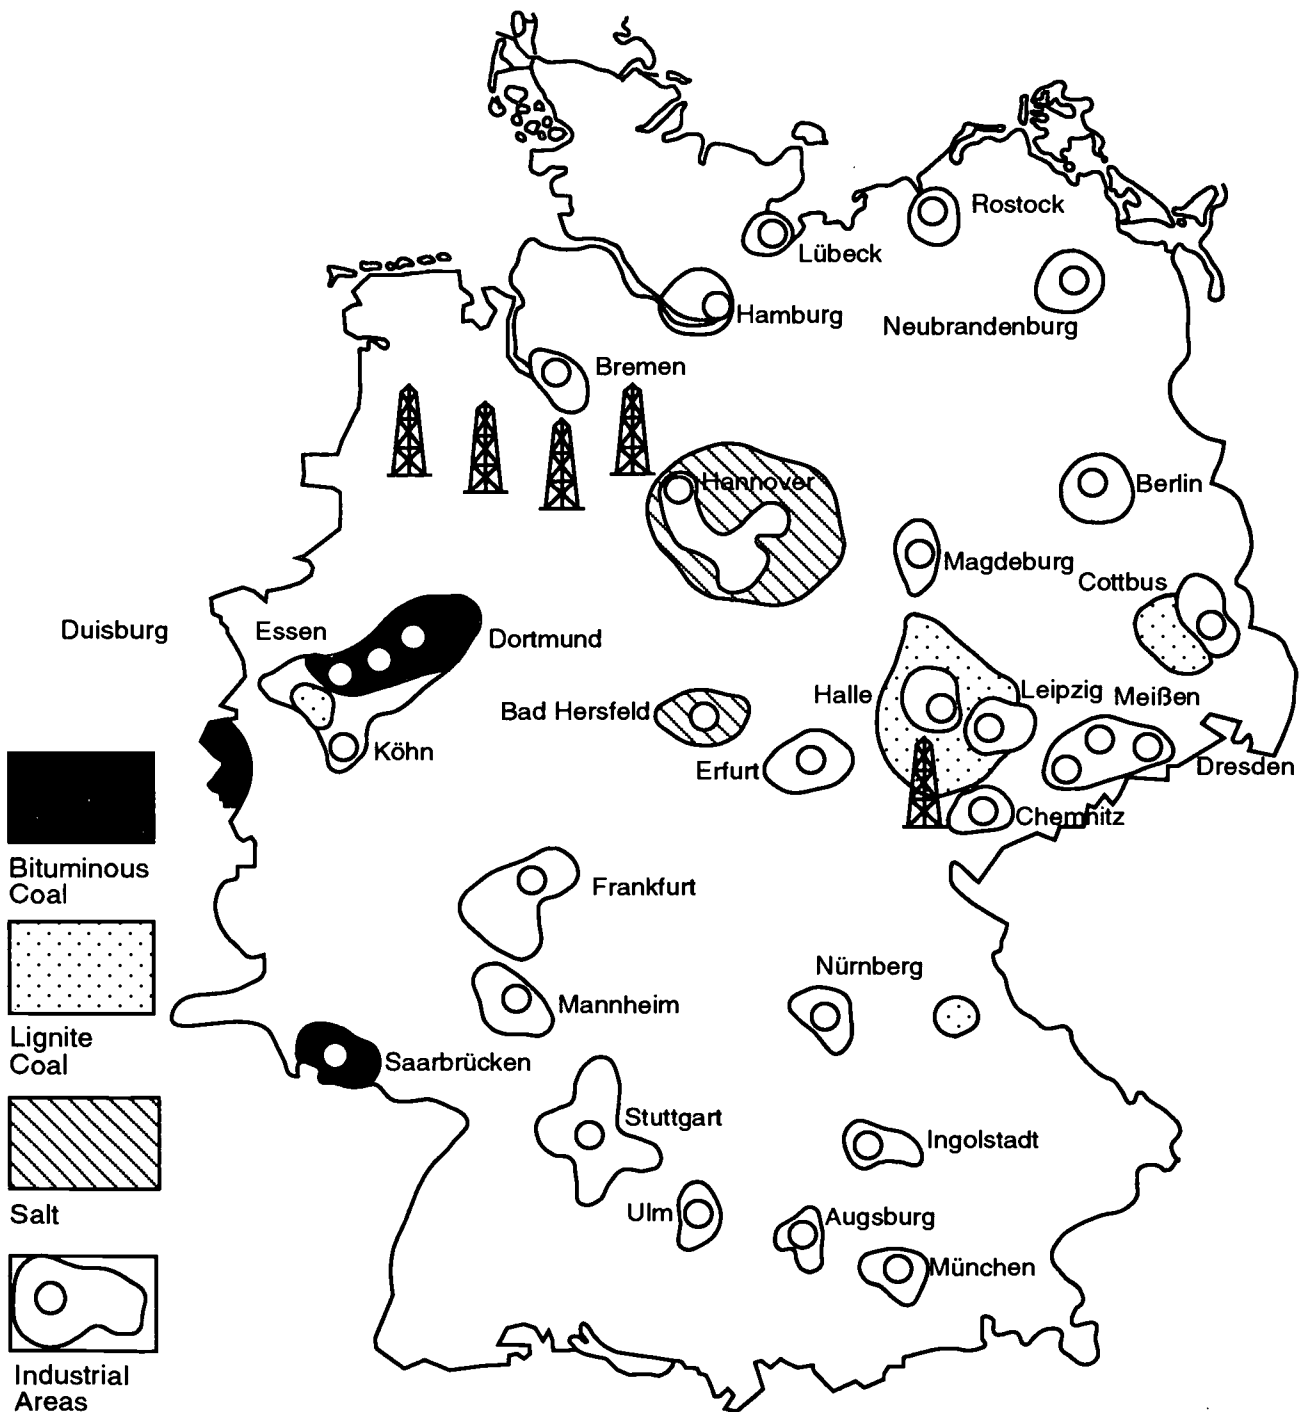 Rostock
Lübeck
Hamburg
Neubrandenburg
Bremen
Hannover
Berlin
Magdeburg
Cottbus
Duisburg
Essen
Dortmund
Halle
Leipzig
Meißen
Bad Hersfeld
Köhn
Erfurt
Dresden
Chemnitz
Bituminous
Coal
Frankfurt
Nürnberg
Mannheim
Lignite
Coal
Saarbrücken
Stuttgart
Ingolstadt
Salt
Ulm
Augsburg
München
Industrial
Areas